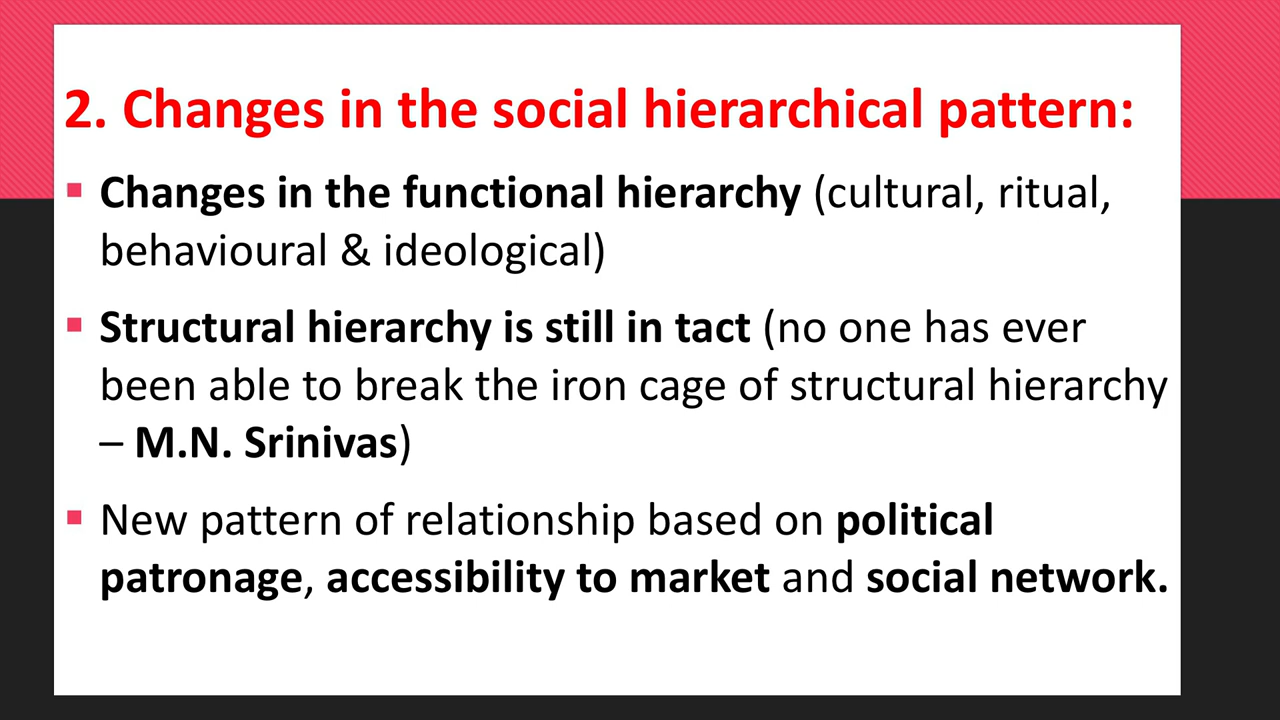 2. Changes in the social hierarchical pattern:
▪ Changes in the functional hierarchy (cultural, ritual,
behavioural & ideological)
▪ Structural hierarchy is still in tact (no one has ever
been able to break the iron cage of structural hierarchy
– M.N. Srinivas)
▪ New pattern of relationship based on political
patronage, accessibility to market and social network.